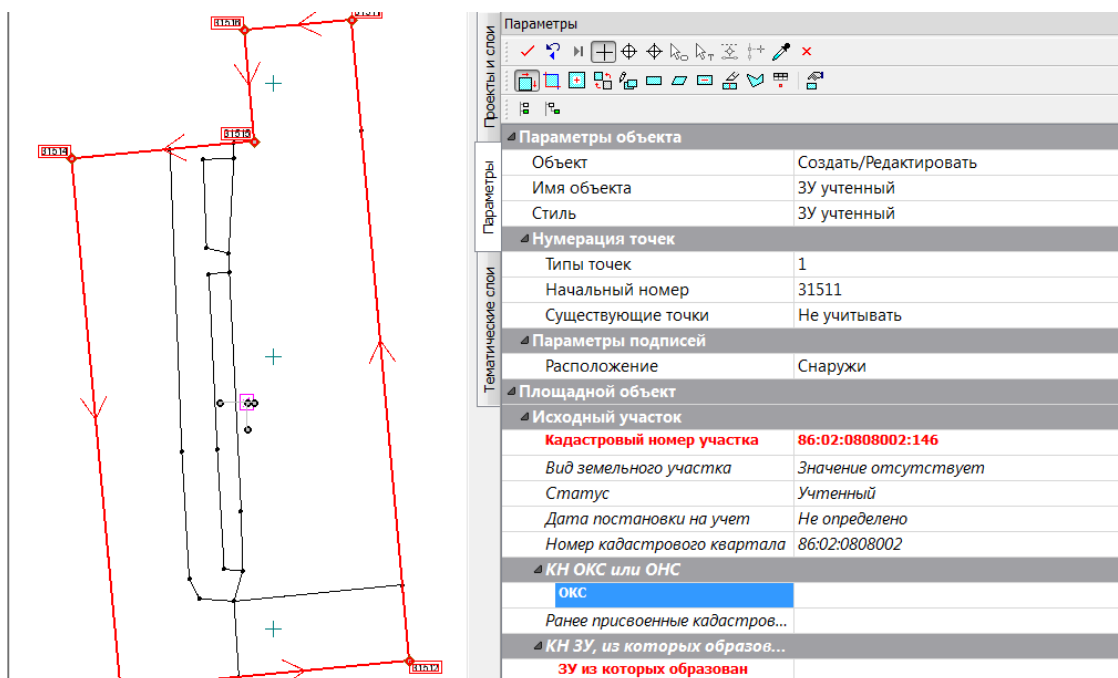 31516
31515
31514
31512
Проекты и слои
Параметры
Тематические слои
Параметры
Параметры объекта
Объект Создать/Редактировать
Имя объекта ЗУ учтенный
Стиль ЗУ учтенный
Нумерация точек
Типы точек 1
Начальный номер 31511
Существующие точки Не учитывать
Параметры подписей
Расположение Снаружи
Площадной объект
Исходный участок
Кадастровый номер участка 86:02:0808002:146
Вид земельного участка Значение отсутствует
Статус Учтенный
Дата постановки на учет Не определено
Номер кадастрового квартала 86:02:0808002
КН ОКС или ОНС
ОКС
Ранее присвоенные кадастров...
КН ЗУ, из которых образов...
ЗУ из которых образован